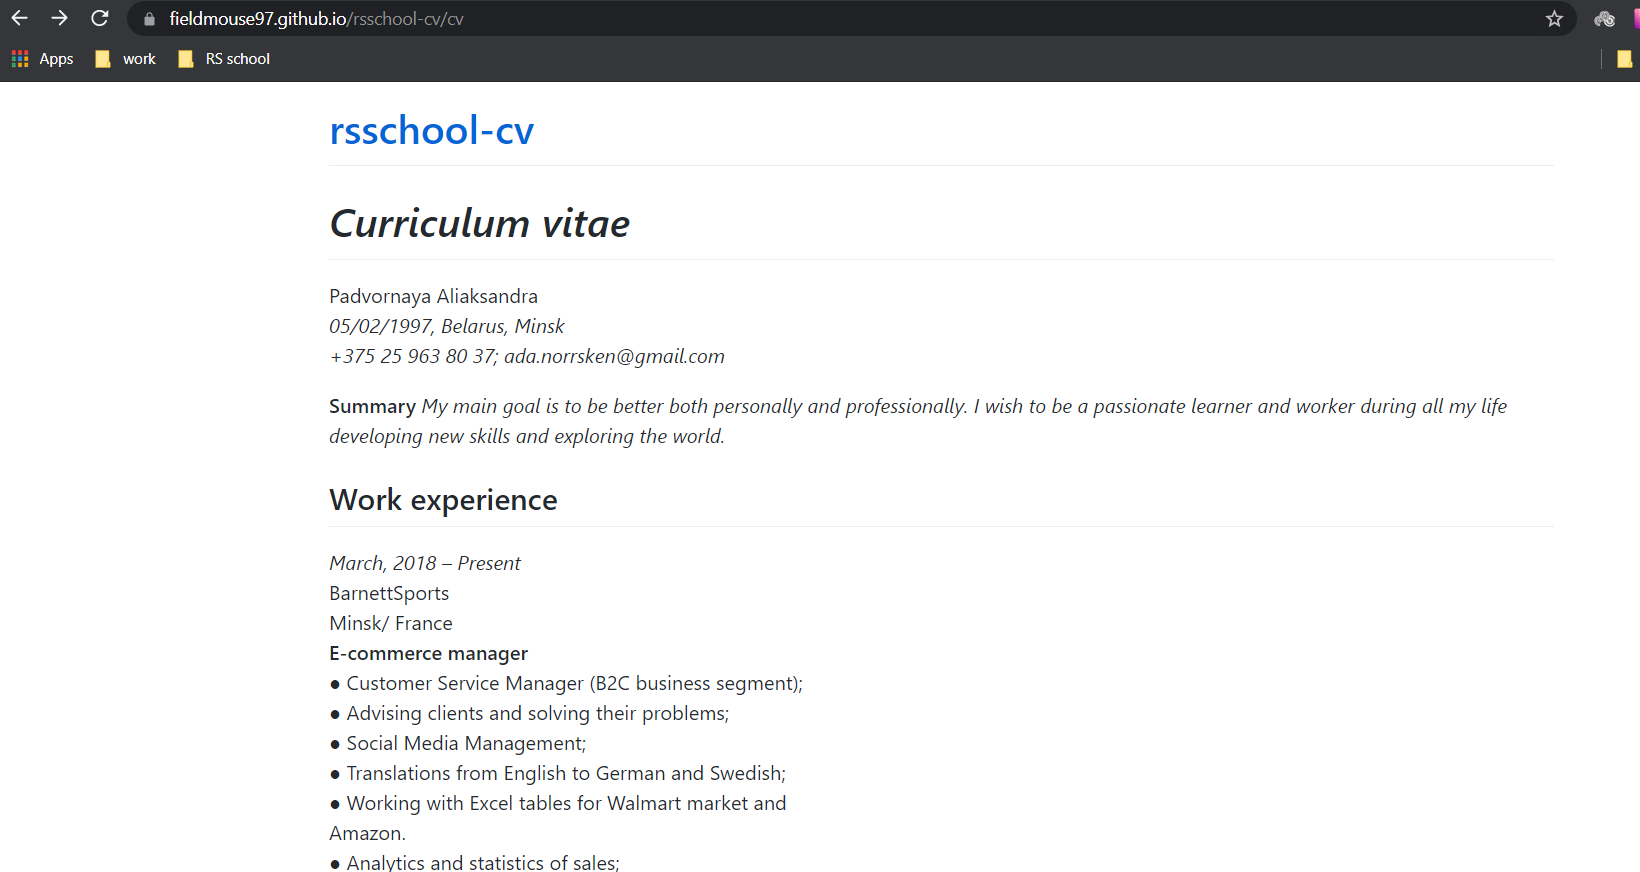 fieldmouse97.github.io/rsschool-cv/cv
Apps work RS school
rsschool-cv
Curriculum vitae
Padvornaya Aliaksandra
05/02/1997, Belarus, Minsk
+375 25 963 80 37; ada.norrsken@gmail.com
Summary My main goal is to be better both personally and professionally. I wish to be a passionate learner and worker during all my life
developing new skills and exploring the world.
Work experience
March, 2018 – Present
BarnettSports
Minsk/ France
E-commerce manager
● Customer Service Manager (B2C business segment);
● Advising clients and solving their problems;
● Social Media Management;
● Translations from English to German and Swedish;
● Working with Excel tables for Walmart market and
Amazon.
● Analytics and statistics of sales;